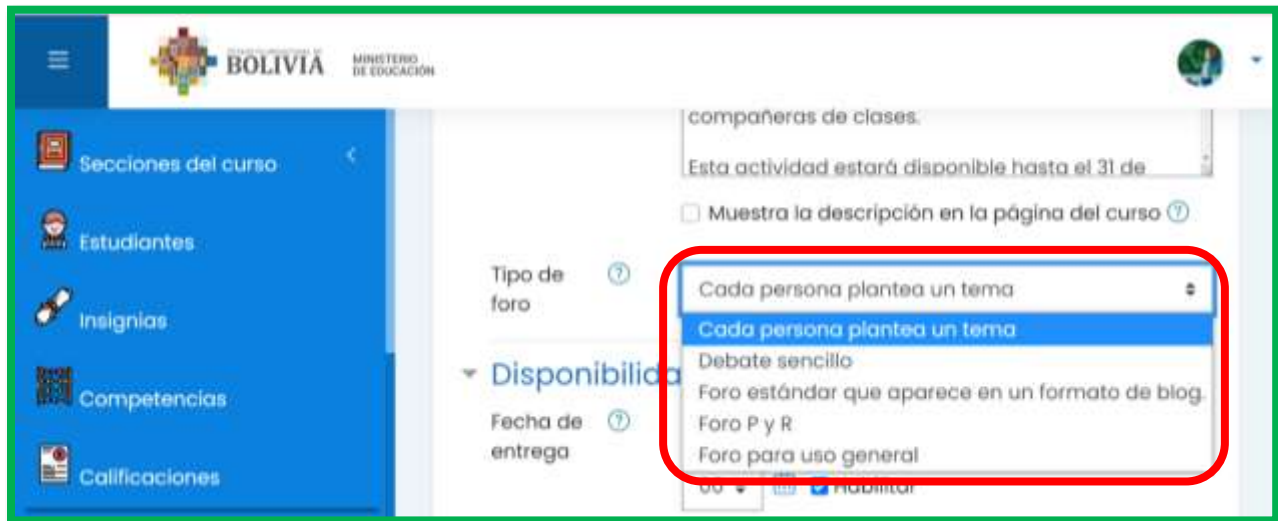 BOLIVIA
MINISTERIO
DE EDUCACIÓN
Secciones del curso
Estudiantes
Insignias
Competencias
Calificaciones
compañeras de clases.
Esta actividad estará disponible hasta el 31 de
Muestra la descripción en la página del curso
Tipo de
foro
Cada persona plantea un tema
Cada persona plantea un tema
Debate sencillo
Foro estándar que aparece en un formato de blog.
Foro P y R
Foro para uso general
Disponibilida
Fecha de
entrega
00
Habilitar